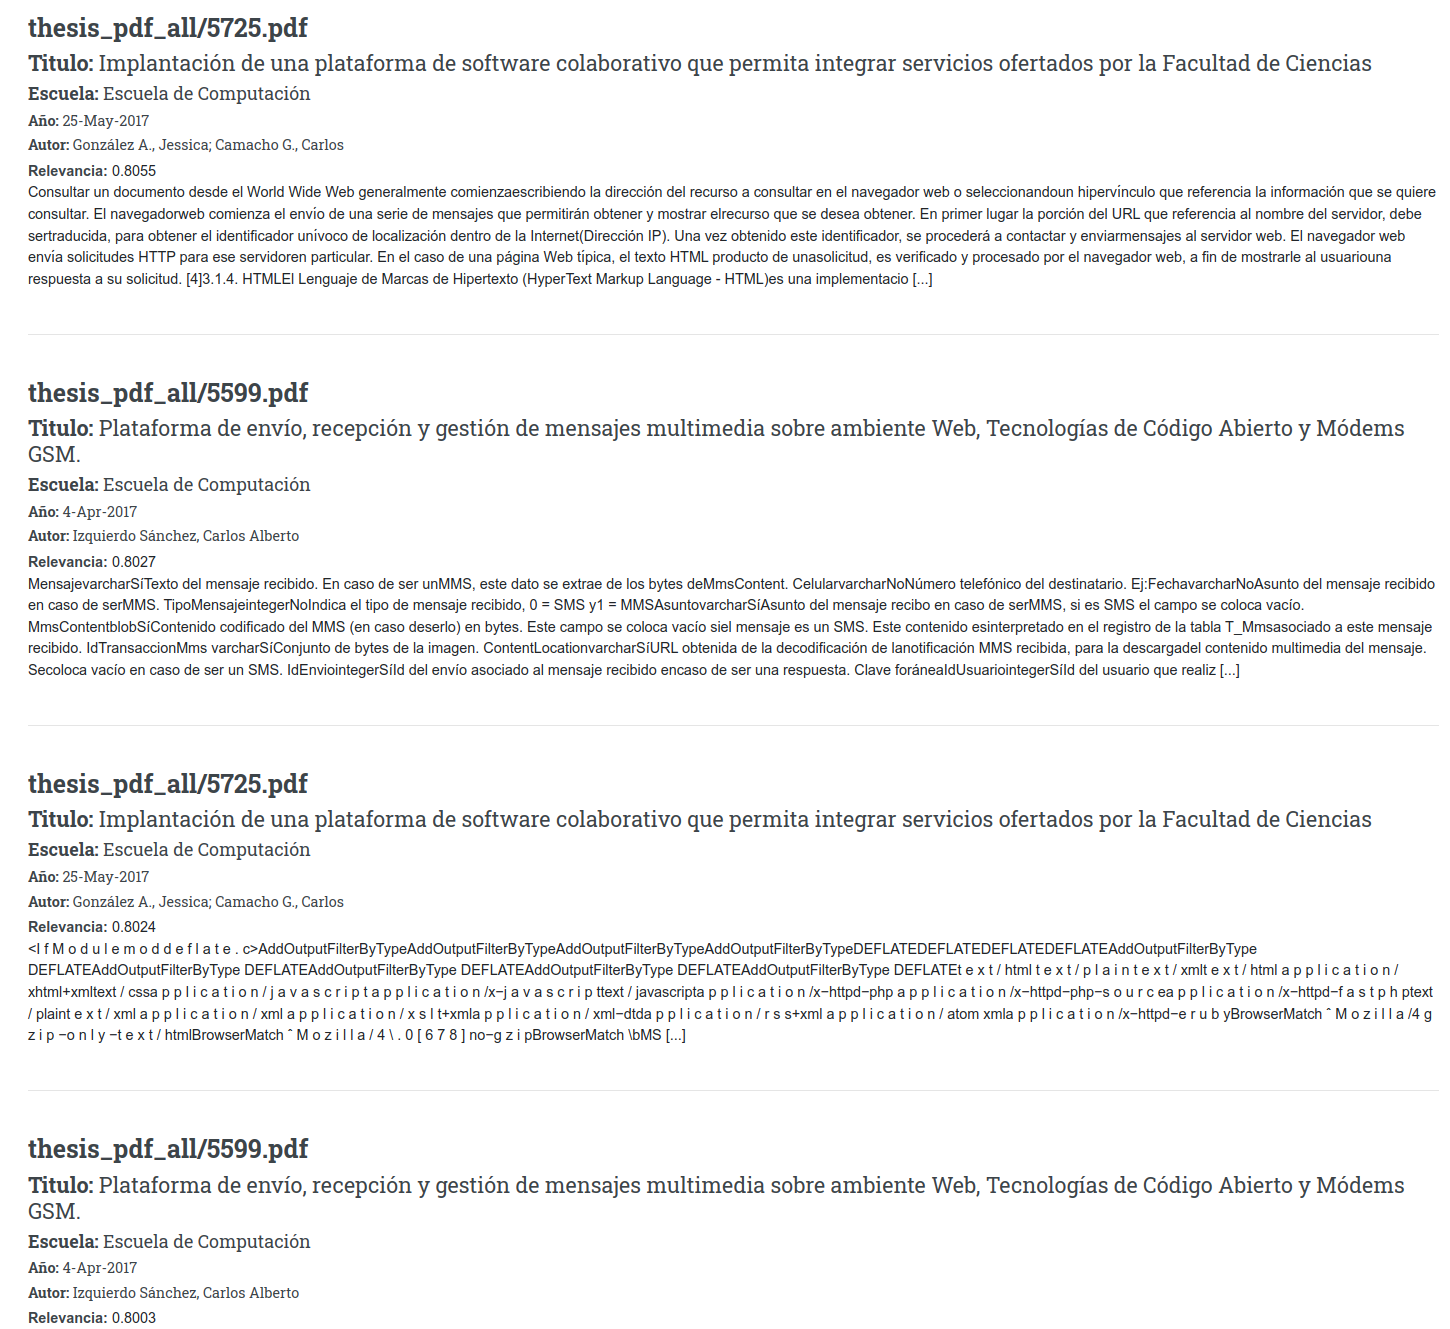 thesis_pdf_all/5725.pdf
Titulo: Implantación de una plataforma de software colaborativo que permita integrar servicios ofertados por la Facultad de Ciencias
Escuela: Escuela de Computación
Año: 25-May-2017
Autor: González A., Jessica; Camacho G., Carlos
Relevancia: 0.8055
Consultar un documento desde el World Wide Web generalmente comienzaescribiendo la dirección del recurso a consultar en el navegador web o seleccionandoun hipervínculo que referencia la información que se quiere
consultar. El navegadorweb comienza el envío de una serie de mensajes que permitirán obtener y mostrar elrecurso que se desea obtener. En primer lugar la porción del URL que referencia al nombre del servidor, debe
sertraducida, para obtener el identificador unívoco de localización dentro de la Internet(Dirección IP). Una vez obtenido este identificador, se procederá a contactar y enviarmensajes al servidor web. El navegador web
envía solicitudes HTTP para ese servidoren particular. En el caso de una página Web típica, el texto HTML producto de unasolicitud, es verificado y procesado por el navegador web, a fin de mostrarle al usuariouna
respuesta a su solicitud. [4]3.1.4. HTMLEl Lenguaje de Marcas de Hipertexto (HyperText Markup Language - HTML)es una implementacio [...]
thesis_pdf_all/5599.pdf
Titulo: Plataforma de envío, recepción y gestión de mensajes multimedia sobre ambiente Web, Tecnologías de Código Abierto y Módems
GSM.
Escuela: Escuela de Computación
Año: 4-Apr-2017
Autor: Izquierdo Sánchez, Carlos Alberto
Relevancia: 0.8027
MensajevarcharSíTexto del mensaje recibido. En caso de ser unMMS, este dato se extrae de los bytes deMmsContent. CelularvarcharNoNúmero telefónico del destinatario. Ej:FechavarcharNoAsunto del mensaje recibido
en caso de serMMS. TipoMensajeintegerNoIndica el tipo de mensaje recibido, 0 = SMS y1 = MMSAsuntovarcharSíAsunto del mensaje recibo en caso de serMMS, si es SMS el campo se coloca vacío.
MmsContentblobSíContenido codificado del MMS (en caso deserlo) en bytes. Este campo se coloca vacío siel mensaje es un SMS. Este contenido esinterpretado en el registro de la tabla T_Mmsasociado a este mensaje
recibido. IdTransaccionMms varcharSíConjunto de bytes de la imagen. ContentLocationvarcharSíURL obtenida de la decodificación de lanotificación MMS recibida, para la descargadel contenido multimedia del mensaje.
Secoloca vacío en caso de ser un SMS. IdEnviointegerSíId del envío asociado al mensaje recibido encaso de ser una respuesta. Clave foráneaIdUsuariointegerSíId del usuario que realiz [...]
thesis_pdf_all/5725.pdf
Titulo: Implantación de una plataforma de software colaborativo que permita integrar servicios ofertados por la Facultad de Ciencias
Escuela: Escuela de Computación
Año: 25-May-2017
Autor: González A., Jessica; Camacho G., Carlos
Relevancia: 0.8024
<I f M o d u l e m o d d e f l a t e . c>AddOutputFilterByTypeAddOutputFilterByTypeAddOutputFilterByTypeAddOutputFilterByTypeDEFLATEDEFLATEDEFLATEDEFLATEAddOutputFilterByType
DEFLATEAddOutputFilterByType DEFLATEAddOutputFilterByType DEFLATEAddOutputFilterByType DEFLATEAddOutputFilterByType DEFLATEt e x t / html t e x t / p l a i n t e x t / xmlt e x t / html a p p l i c a t i o n /
xhtml+xmltext / cssa p p l i c a t i o n / j a v a s c r i p t a p p l i c a t i o n /x−j a v a s c r i p ttext / javascripta p p l i c a t i o n /x−httpd−php a p p l i c a t i o n /x−httpd−php−s o u r c ea p p l i c a t i o n /x−httpd−f a s t p h ptext
/ plaint e x t / xml a p p l i c a t i o n / xml a p p l i c a t i o n / x s l t+xmla p p l i c a t i o n / xml−dtda p p l i c a t i o n / r s s+xml a p p l i c a t i o n / atom xmla p p l i c a t i o n /x−httpd−e r u b yBrowserMatch ˆ M o z i l l a /4 g
z i p −o n l y −t e x t / htmlBrowserMatch ˆ M o z i l l a / 4 \ . 0 [ 6 7 8 ] no−g z i pBrowserMatch \bMS [...]
thesis_pdf_all/5599.pdf
Titulo: Plataforma de envío, recepción y gestión de mensajes multimedia sobre ambiente Web, Tecnologías de Código Abierto y Módems
GSM.
Escuela: Escuela de Computación
Año: 4-Apr-2017
Autor: Izquierdo Sánchez, Carlos Alberto
Relevancia: 0.8003